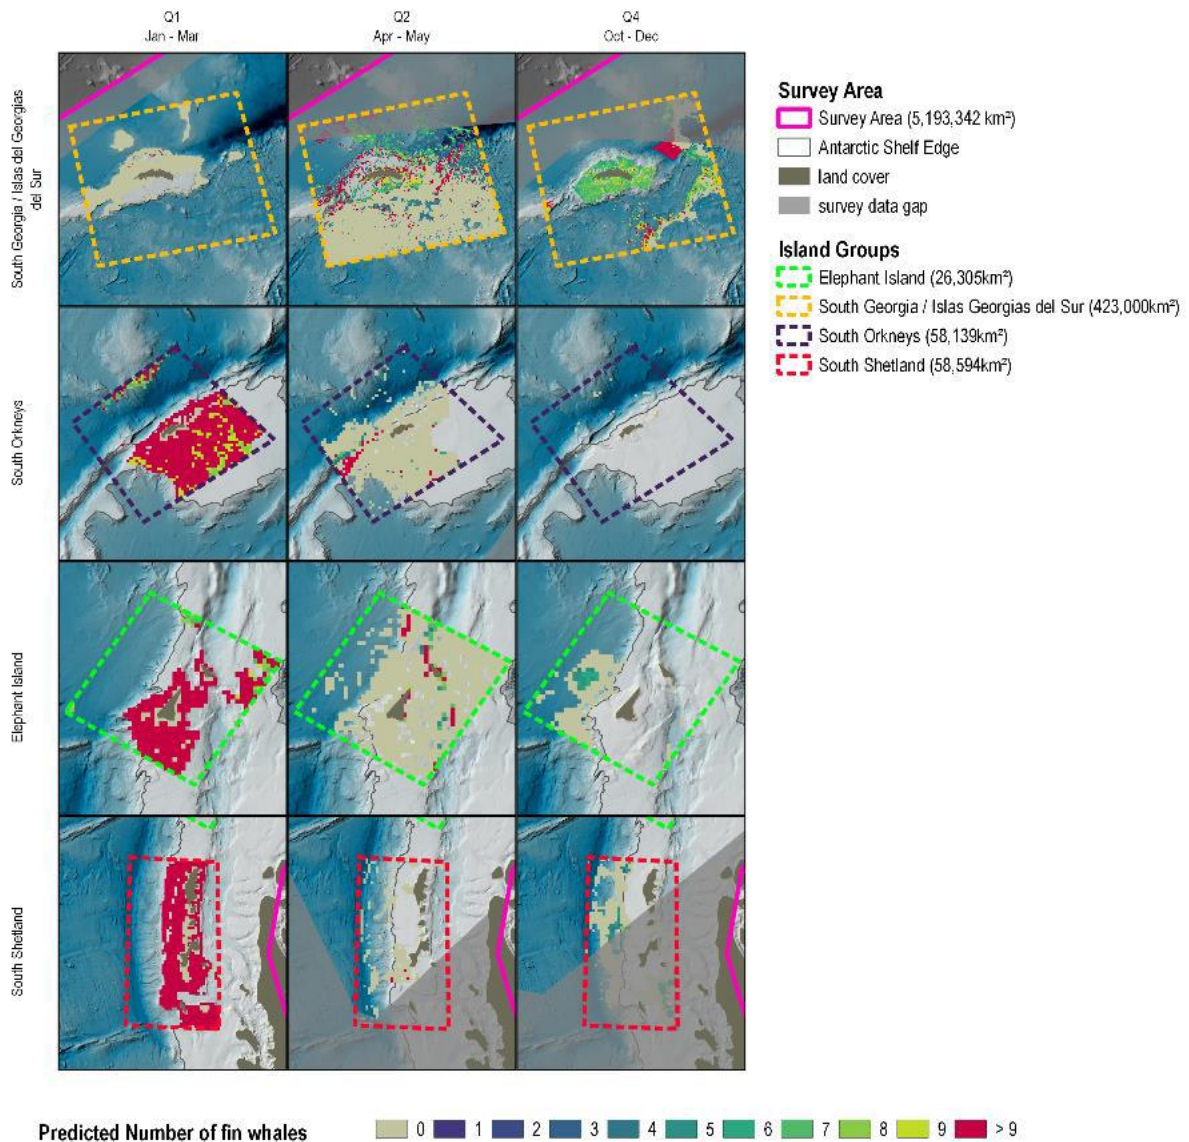 Q1
Jan - Mar
Q2
Apr - May
Q4
Oct - Dec
South Georgia / Islas del Georgias
del Sur
South Orkneys
Elephant Island
South Shetland
Survey Area
Survey Area (5,193,342 km²)
Antarctic Shelf Edge
land cover
survey data gap
Island Groups
Elephant Island (26,305km²)
South Georgia / Islas Georgias del Sur (423,000km²)
South Orkneys (58,139km²)
South Shetland (58,594km²)
Predicted Number of fin whales
0 1 2 3 4 5 6 7 8 9 > 9